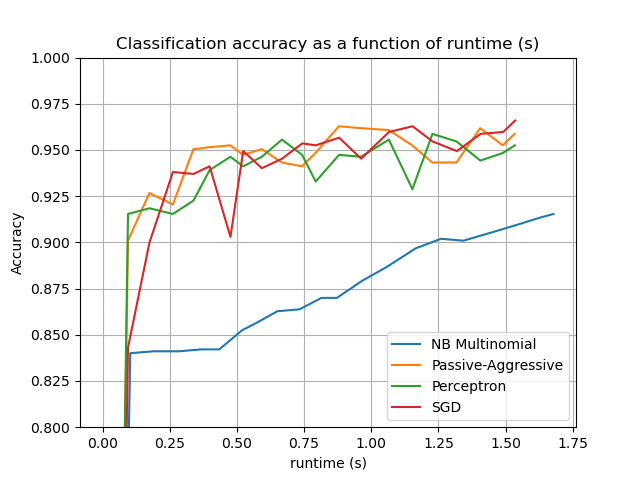 Classification accuracy as a function of runtime (s)
1.000
0.975
0.950
0.925
0.900
0.875
0.850
0.825
0.800
Accuracy
NB Multinomial
Passive-Aggressive
Perceptron
SGD
0.00 0.25 0.50 0.75 1.00 1.25 1.50 1.75
runtime (s)